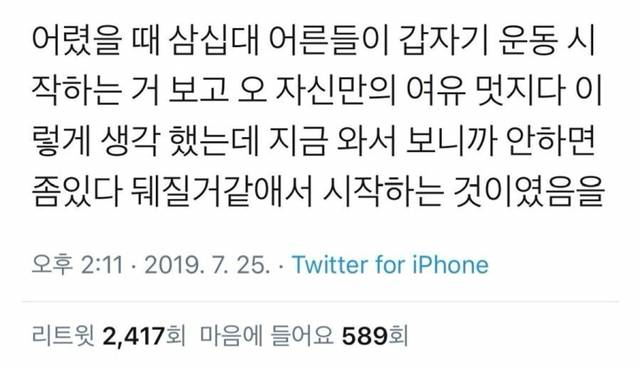 어렸을 때 삼십대 어른들이 갑자기 운동 시
작하는 거 보고 오 자신만의 여유 멋지다 이
렇게 생각 했는데 지금 와서 보니까 안하면
좀있다 뒈질거같애서 시작하는 것이였음을
오후 2:11 · 2019. 7. 25. · Twitter for iPhone
리트윗 2,417회 마음에 들어요 589회